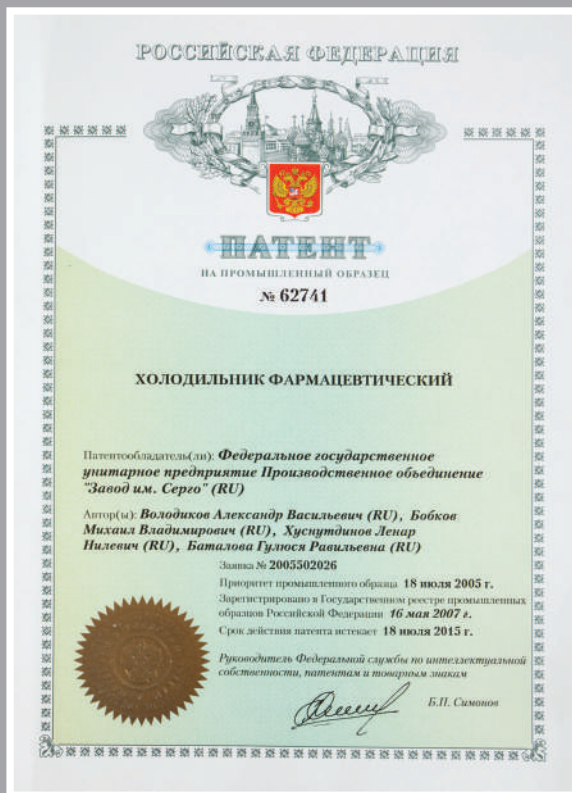 РОССИЙСКАЯ ФЕДЕРАЦИЯ
ПАТЕНТ
НА ПРОМЫШЛЕННЫЙ ОБРАЗЕЦ
№ 62741
ХОЛОДИЛЬНИК ФАРМАЦЕВТИЧЕСКИЙ
Патентообладатель(ли): Федеральное государственное
унитарное предприятие Производственное объединение
"Завод им. Серго" (RU)
Автор(ы): Володиков Александр Васильевич (RU), Бобков
Михаил Владимирович (RU), Хуснутдинов Ленар
Нилевич (RU), Баталова Гулюся Равильевна (RU)
Заявка № 2005502026
Приоритет промышленного образца 18 июля 2005 г.
Зарегистрировано в Государственном реестре промышленных
образцов Российской Федерации 16 мая 2007 г.
Срок действия патента истекает 18 июля 2015 г.
Руководитель Федеральной службы по интеллектуальной
собственности, патентам и товарным знакам
Б.П. Симонов